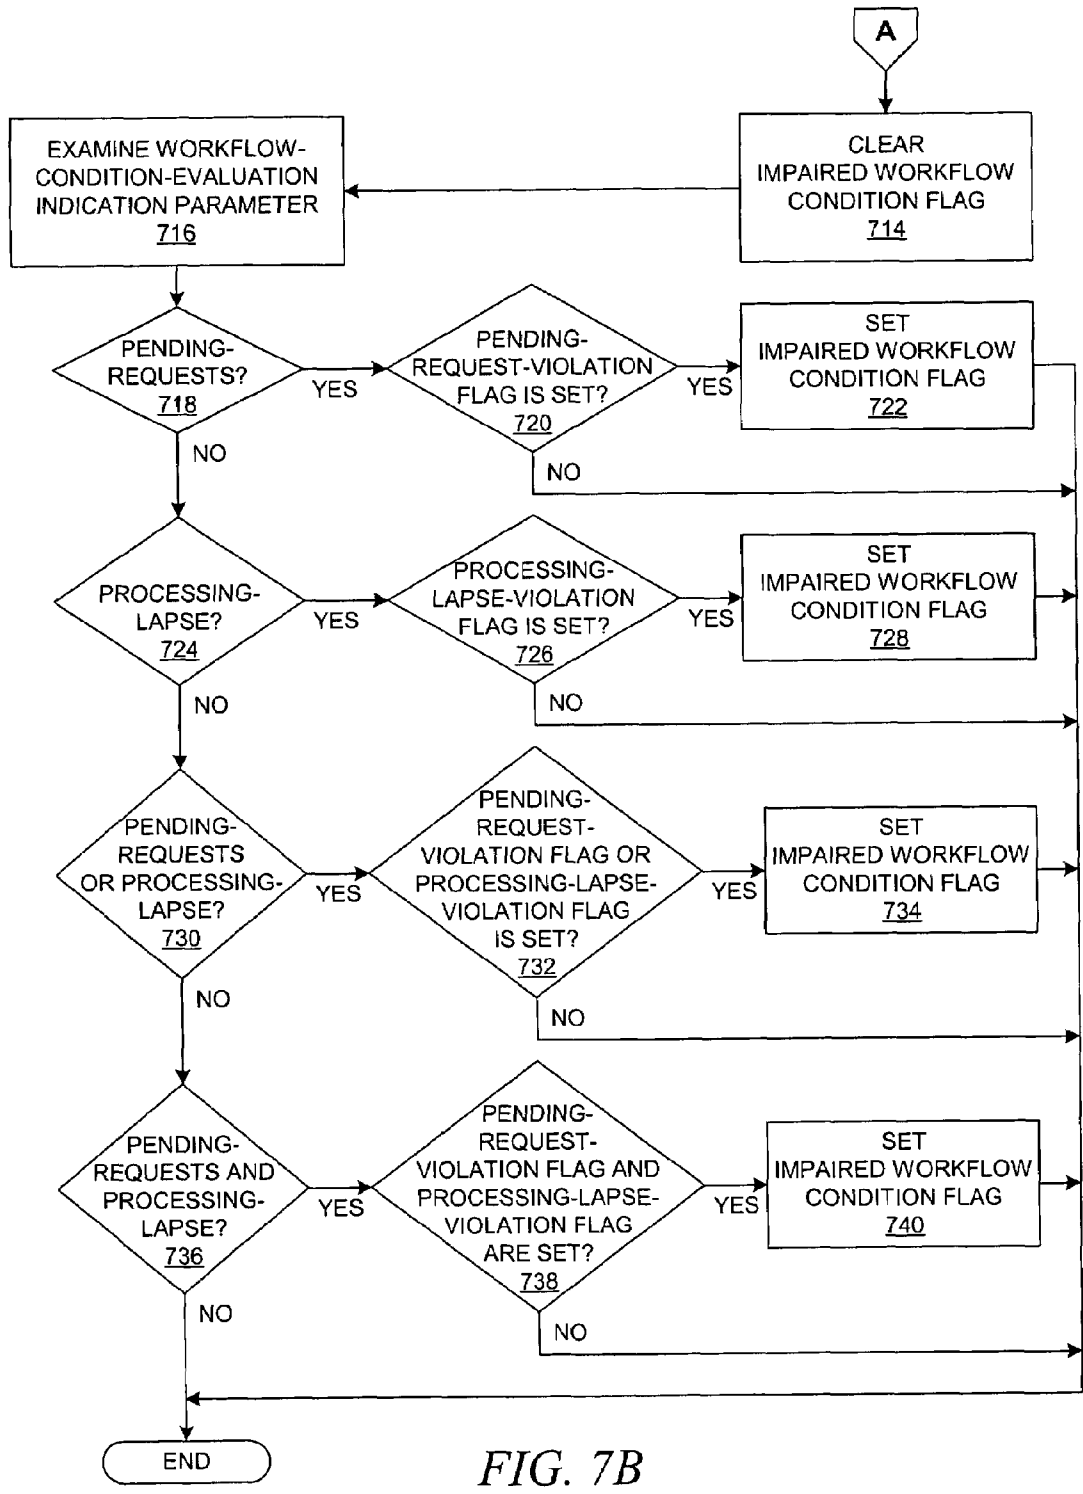 A
CLEAR
IMPAIRED WORKFLOW
CONDITION FLAG
714
EXAMINE WORKFLOW-
CONDITION-EVALUATION
INDICATION PARAMETER
716
PENDING-
REQUESTS?
718
YES
NO
PENDING-
REQUEST-VIOLATION
FLAG IS SET?
720
YES
NO
SET
IMPAIRED WORKFLOW
CONDITION FLAG
722
PROCESSING-
LAPSE?
724
YES
NO
PROCESSING-
LAPSE-VIOLATION
FLAG IS SET?
726
YES
NO
SET
IMPAIRED WORKFLOW
CONDITION FLAG
728
PENDING-
REQUESTS
OR PROCESSING-
LAPSE?
730
YES
NO
PENDING-
REQUEST-
VIOLATION FLAG OR
PROCESSING-LAPSE-
VIOLATION FLAG
IS SET?
732
YES
NO
SET
IMPAIRED WORKFLOW
CONDITION FLAG
734
PENDING-
REQUESTS AND
PROCESSING-
LAPSE?
736
YES
NO
PENDING-
REQUEST-
VIOLATION FLAG AND
PROCESSING-LAPSE-
VIOLATION FLAG
ARE SET?
738
YES
NO
SET
IMPAIRED WORKFLOW
CONDITION FLAG
740
END
FIG. 7B